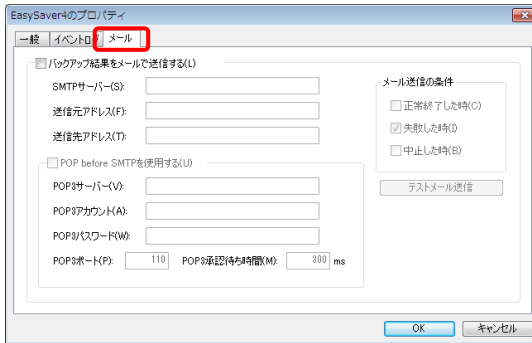 EasySaver4のプロパティ
一般 イベントログ メール
バックアップ結果をメールで送信する(L)
SMTPサーバー(S):
送信元アドレス(F):
送信先アドレス(T):
メール送信の条件
正常終了した時(C)
失敗した時(I)
中止した時(B)
テストメール送信
POP before SMTPを使用する(U)
POP3サーバー(V):
POP3アカウント(A):
POP3パスワード(W):
POP3ポート(P): 110 POP3承認待ち時間(M): 300 ms
OK キャンセル